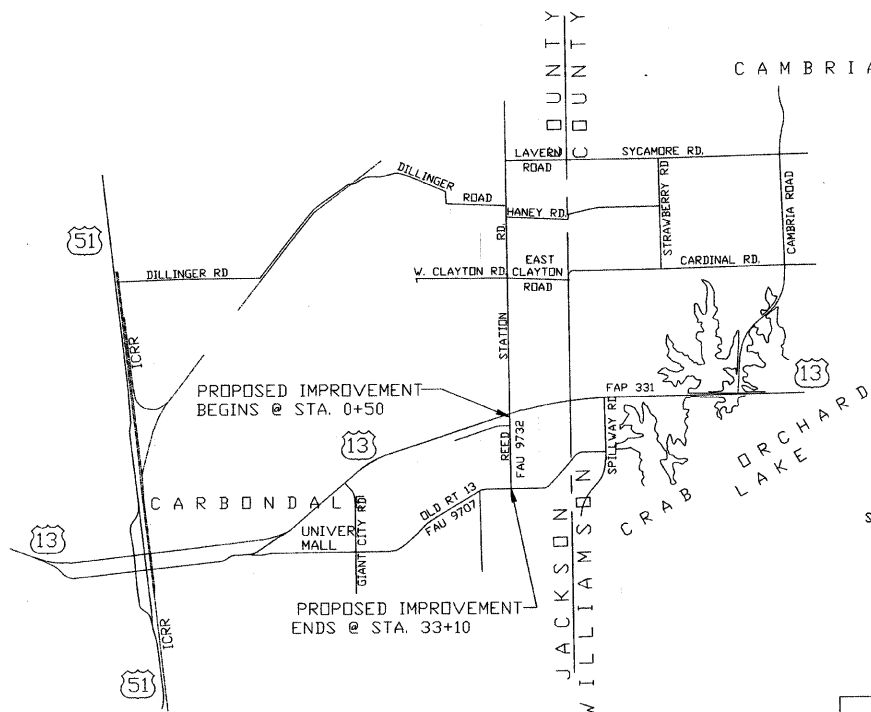 COUNTY
COUNTY
CAMBRIA
LAVERN
ROAD
SYCAMORE RD.
DILLINGER
ROAD
HANEY RD.
STRAWBERRY RD
CAMBRIA ROAD
RD.
51
DILLINGER RD
W. CLAYTON RD.
EAST
CLAYTON
ROAD
CARDINAL RD.
ICRR
STATION
PROPOSED IMPROVEMENT
BEGINS @ STA. 0+50
FAP 331
13
13
REED
FAU 9732
SPILLWAY RD
CRAB ORCHARD
LAKE
CARBONDAL
GIANT CITY RD
OLD RT 13
FAU 9707
UNIVER
MALL
13
S
PROPOSED IMPROVEMENT
ENDS @ STA. 33+10
JACKSON
WILLIAMSON
ICRR
51